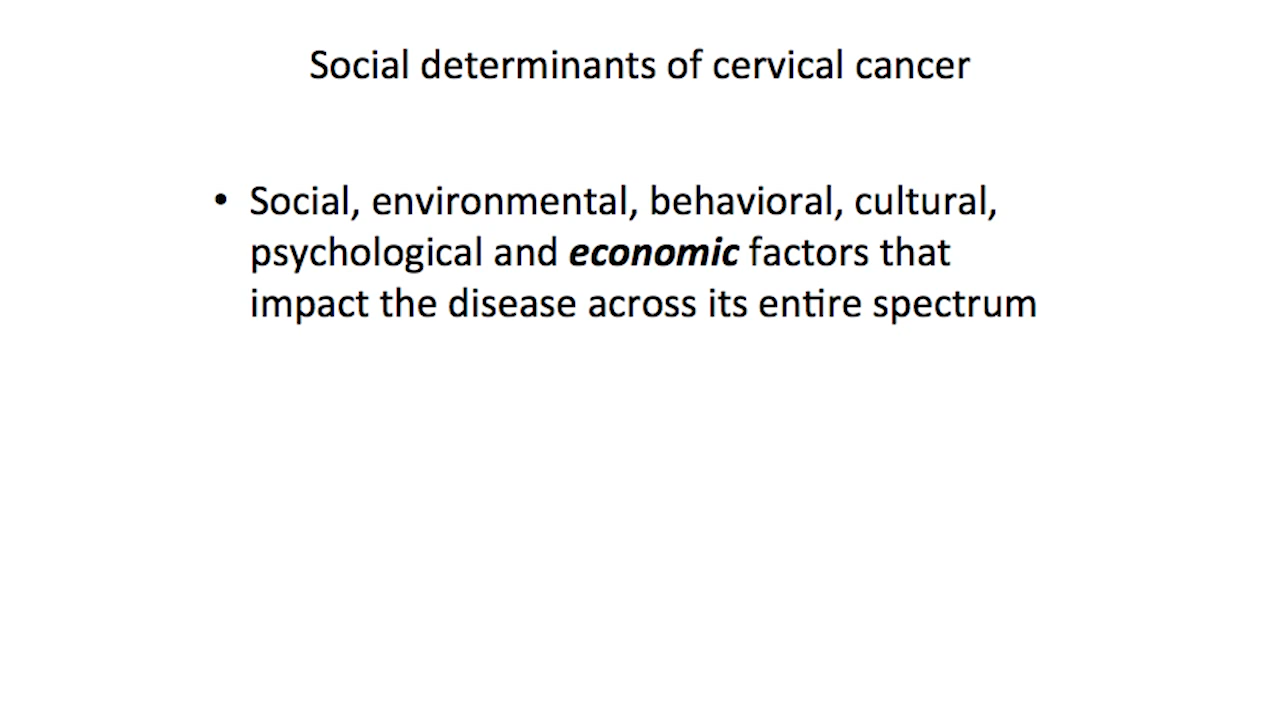 Social determinants of cervical cancer
• Social, environmental, behavioral, cultural,
psychological and economic factors that
impact the disease across its entire spectrum